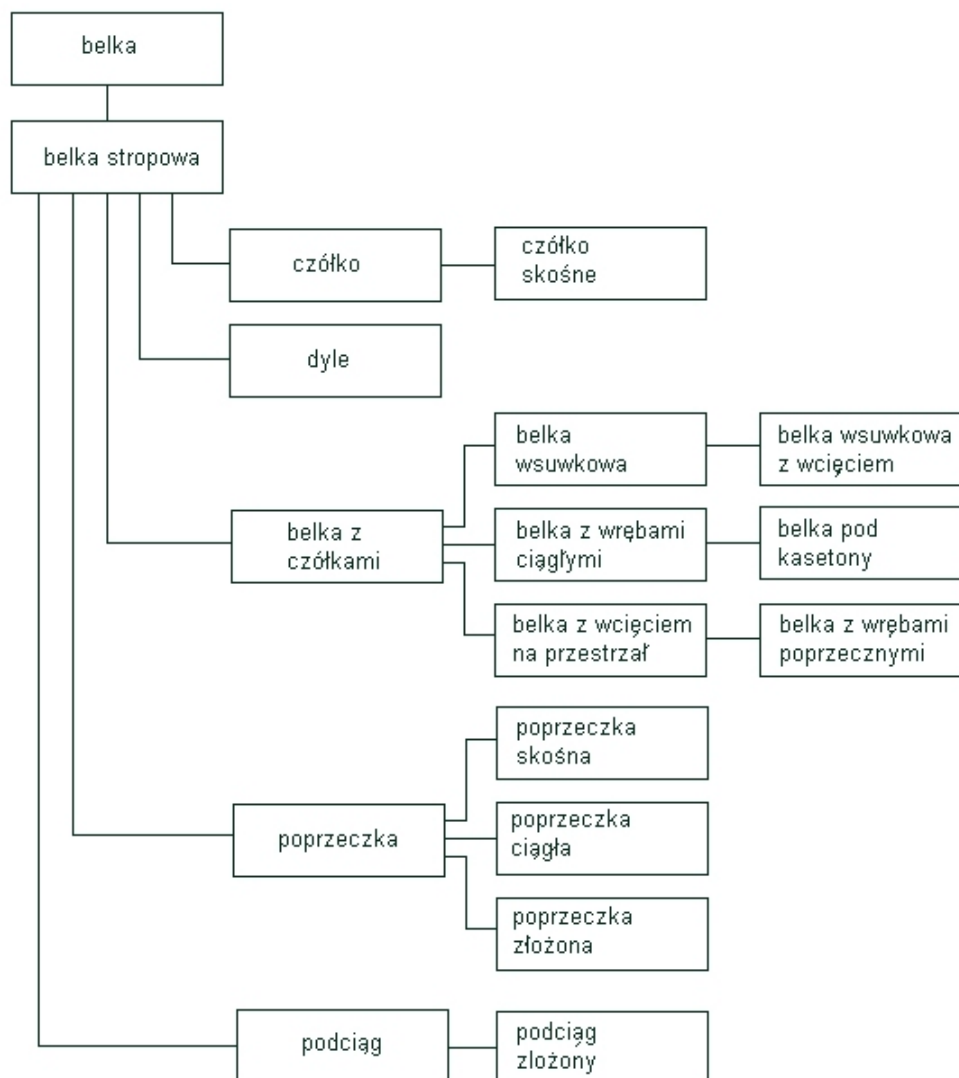 belka
belka stropowa
czółko
czółko
skośne
dyle
belka
wsuwkowa
belka wsuwkowa
z wcięciem
belka z
czółkami
belka z wrębami
ciągłymi
belka pod
kasetony
belka z wcięciem
na przestrzał
belka z wrębami
poprzecznymi
poprzeczka
skośna
poprzeczka
poprzeczka
ciągła
poprzeczka
złożona
podciąg
podciąg
zlożony